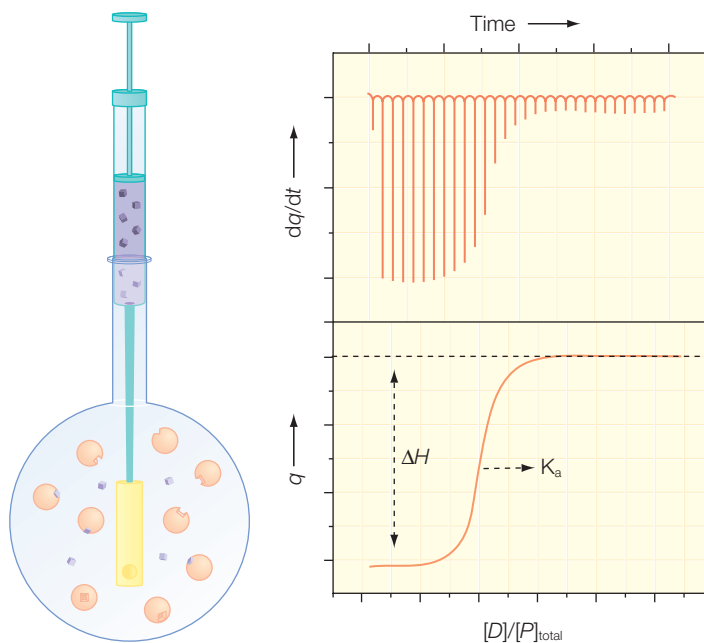 Time
dq/dt
ΔH
Kₐ
q
[D]/[P]total